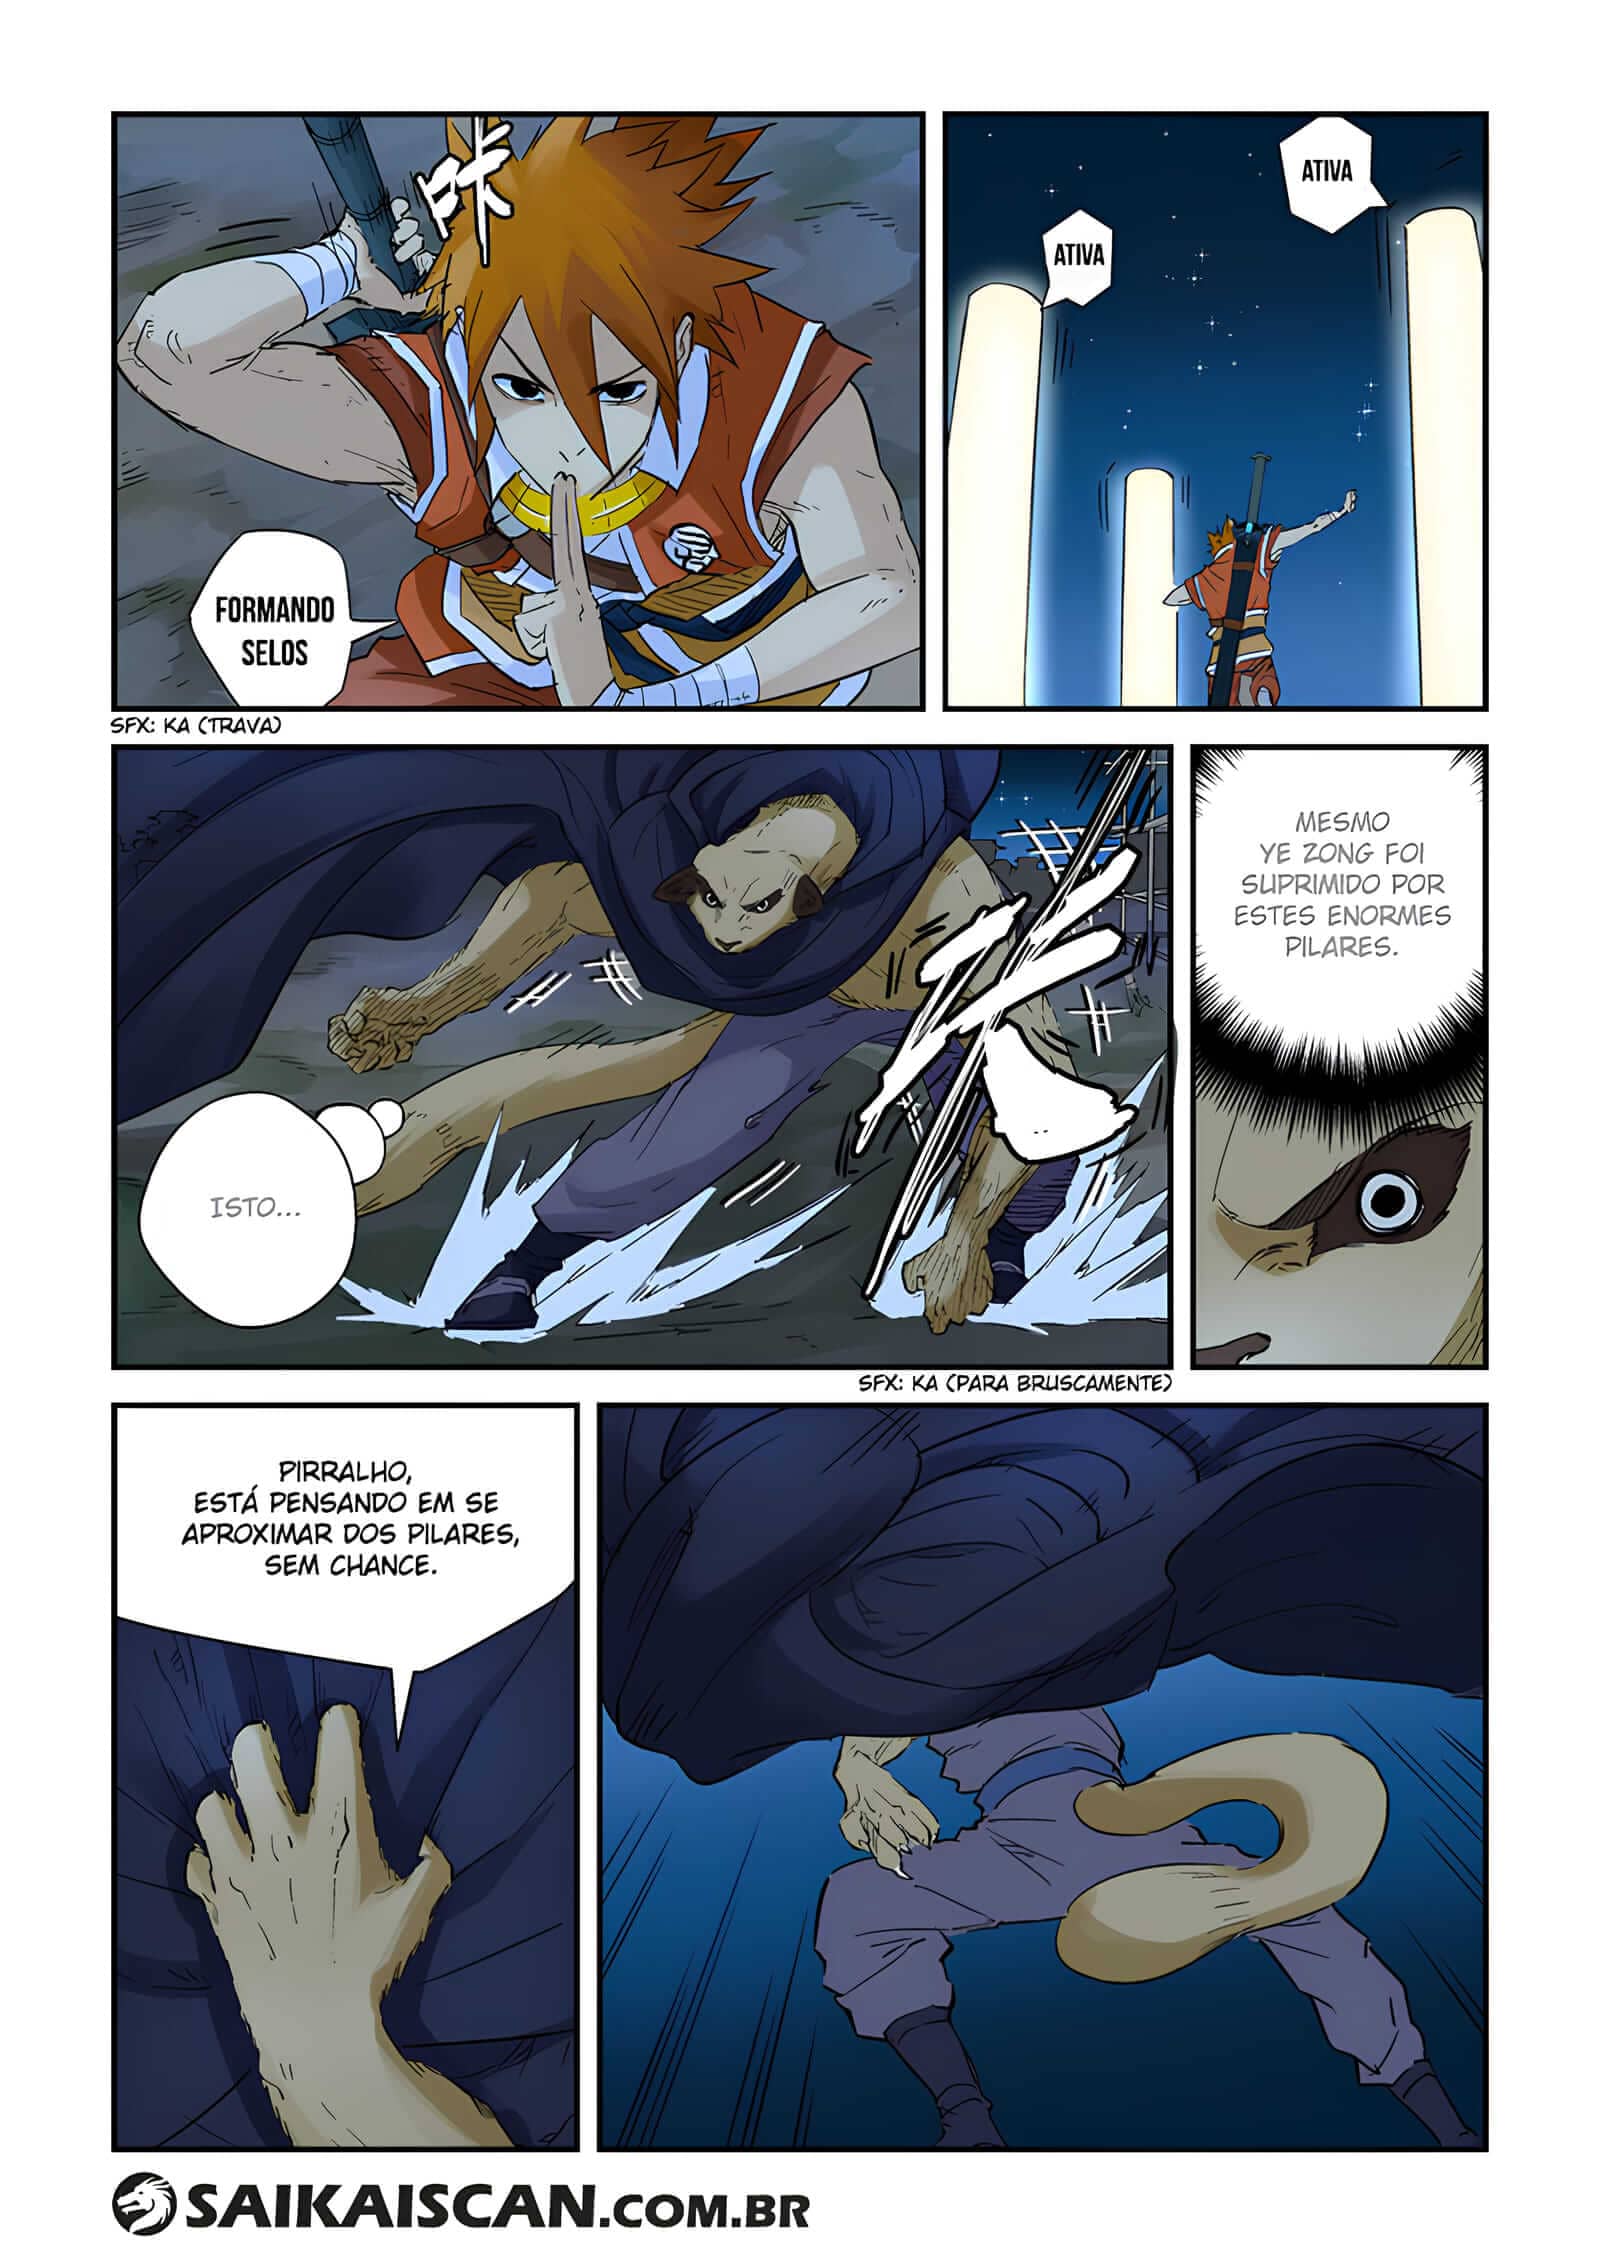 咔
FORMANDO
SELOS
SFX: KA (TRAVA)
ATIVA
ATIVA
ISTO...
SFX: KA (PARA BRUSCAMENTE)
MESMO
YE ZONG FOI
SUPRIMIDO POR
ESTES ENORMES
PILARES.
PIRRALHO,
ESTÁ PENSANDO EM SE
APROXIMAR DOS PILARES,
SEM CHANCE.
SAIKAISCAN.COM.BR